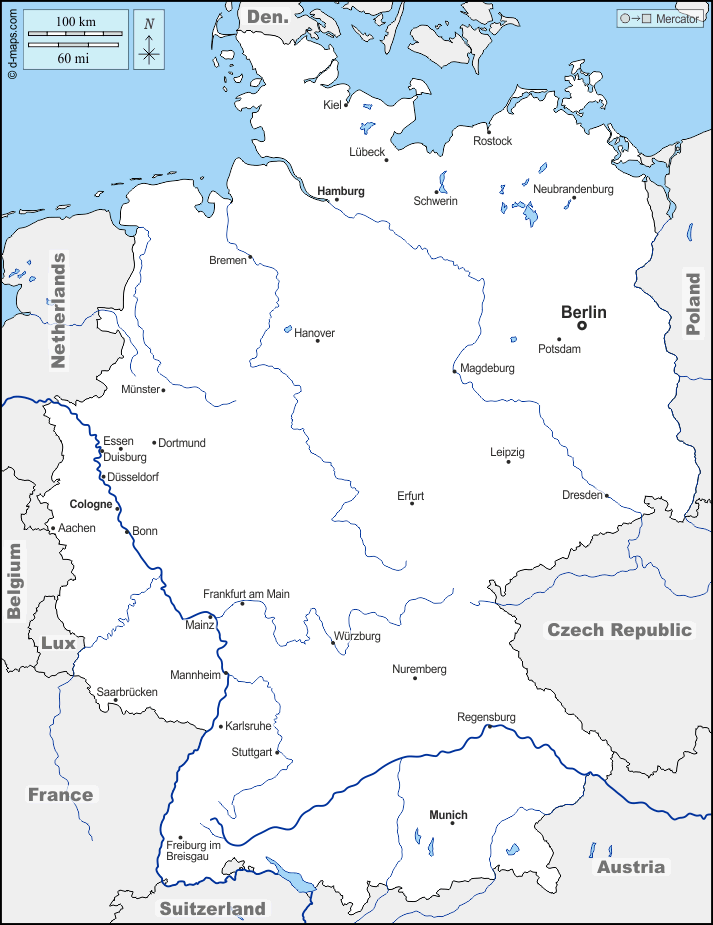 100 km
60 mi
N
© d-maps.com
Den.
Mercator
Kiel
Rostock
Lübeck
Hamburg
Schwerin
Neubrandenburg
Bremen
Netherlands
Poland
Berlin
Hanover
Potsdam
Magdeburg
Münster
Essen
Dortmund
Duisburg
Leipzig
Düsseldorf
Cologne
Erfurt
Dresden
Aachen
Bonn
Belgium
Frankfurt am Main
Mainz
Würzburg
Czech Republic
Lux
Mannheim
Nuremberg
Saarbrücken
Regensburg
Karlsruhe
Stuttgart
France
Munich
Freiburg im
Breisgau
Austria
Suitzerland